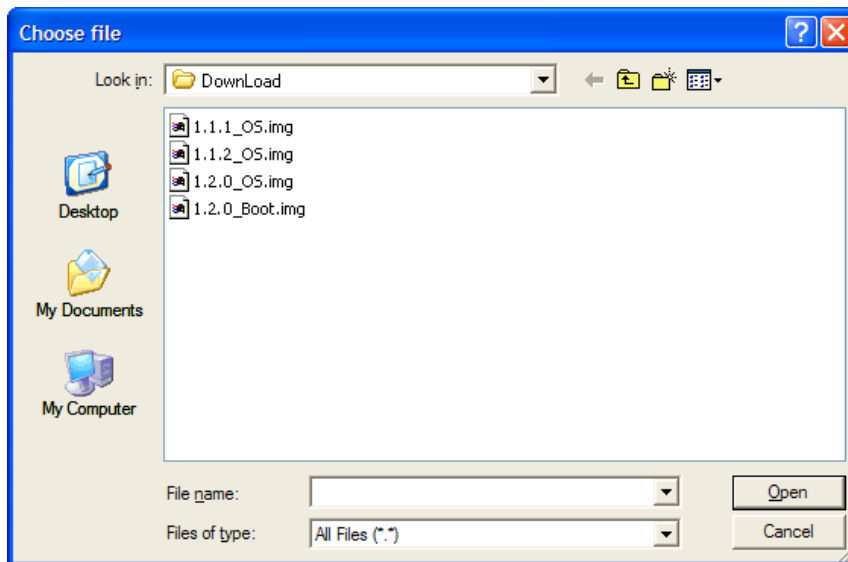 Choose file
Look in: DownLoad
1.1.1_OS.img
1.1.2_OS.img
1.2.0_OS.img
1.2.0_Boot.img
Desktop
My Documents
My Computer
File name:
Open
Files of type: All Files (*.*)
Cancel